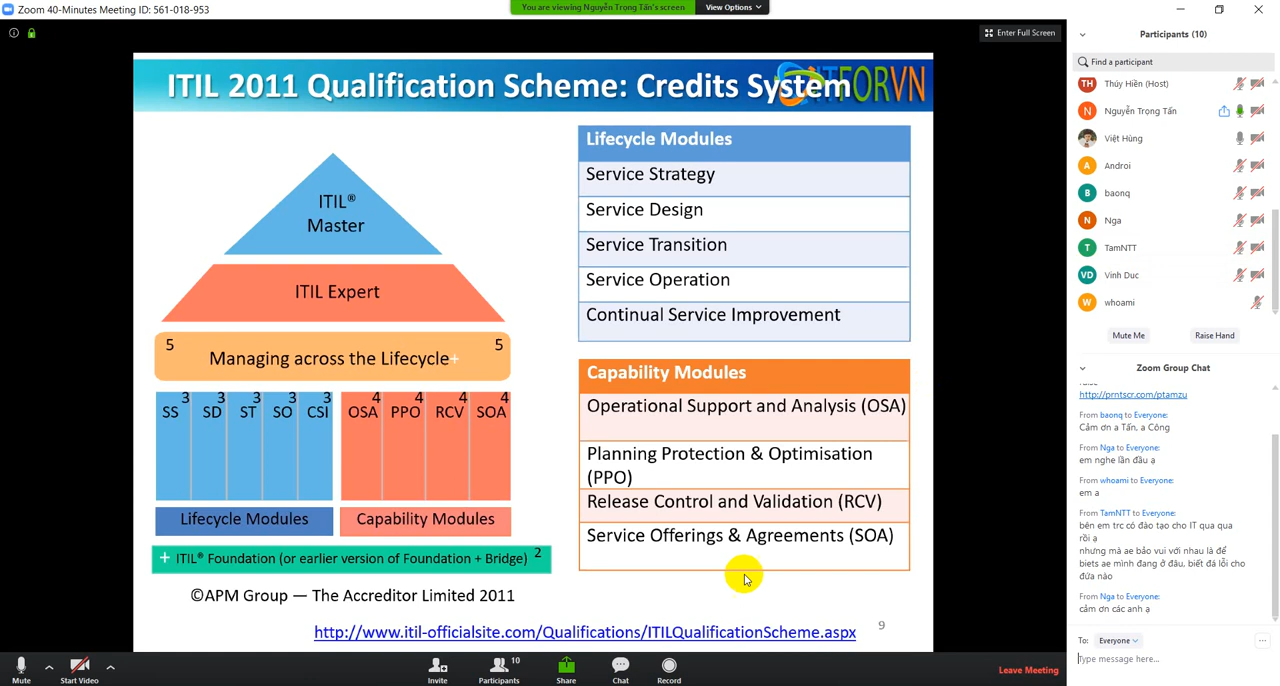 Zoom 40-Minutes Meeting ID: 561-018-953
You are viewing Nguyễn Trọng Tấn's screen
View Options
Enter Full Screen
ITIL 2011 Qualification Scheme: Credits System
ITFORVN
ITIL®
Master
ITIL Expert
5 5
Managing across the Lifecycle+
3 3 3 3 3 4 4 4 4
SS SD ST SO CSI OSA PPO RCV SOA
Lifecycle Modules Capability Modules
+ ITIL® Foundation (or earlier version of Foundation + Bridge) 2
©APM Group — The Accreditor Limited 2011
Lifecycle Modules
Service Strategy
Service Design
Service Transition
Service Operation
Continual Service Improvement
Capability Modules
Operational Support and Analysis (OSA)
Planning Protection & Optimisation
(PPO)
Release Control and Validation (RCV)
Service Offerings & Agreements (SOA)
http://www.itil-officialsite.com/Qualifications/ITILQualificationScheme.aspx
9
Participants (10)
Find a participant
TH Thúy Hiền (Host)
N Nguyễn Trọng Tấn
Việt Hùng
A Androi
B baonq
N Nga
T TamNTT
VD Vinh Duc
W whoami
Mute Me Raise Hand
Zoom Group Chat
http://prntscr.com/ptamzu
From baonq to Everyone:
Cảm ơn a Tấn, a Công
From Nga to Everyone:
em nghe lần đầu ạ
From whoami to Everyone:
em a
From TamNTT to Everyone:
bên em trc có đào tạo cho IT qua qua
rồi ạ
nhưng mà ae bảo vui với nhau là để
biets ae mình đang ở đâu, biết đá lỗi cho
đứa nào
From Nga to Everyone:
cảm ơn các anh ạ
To: Everyone
Type message here...
Mute
Start Video
Invite
Participants 10
Share
Chat
Record
Leave Meeting